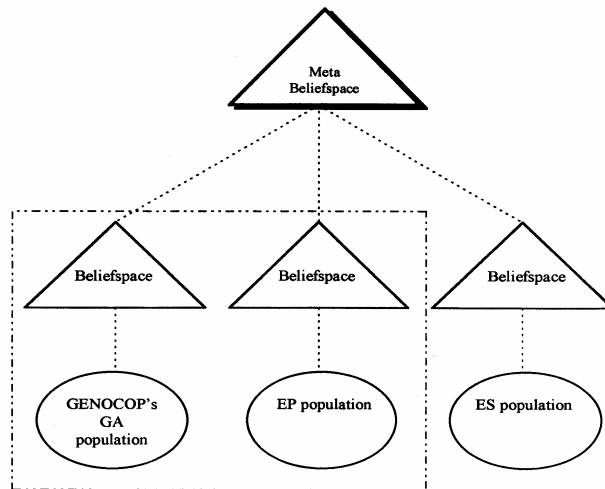 Meta
Beliefspace
Beliefspace
Beliefspace
Beliefspace
GENOCOP's
GA
population
EP population
ES population